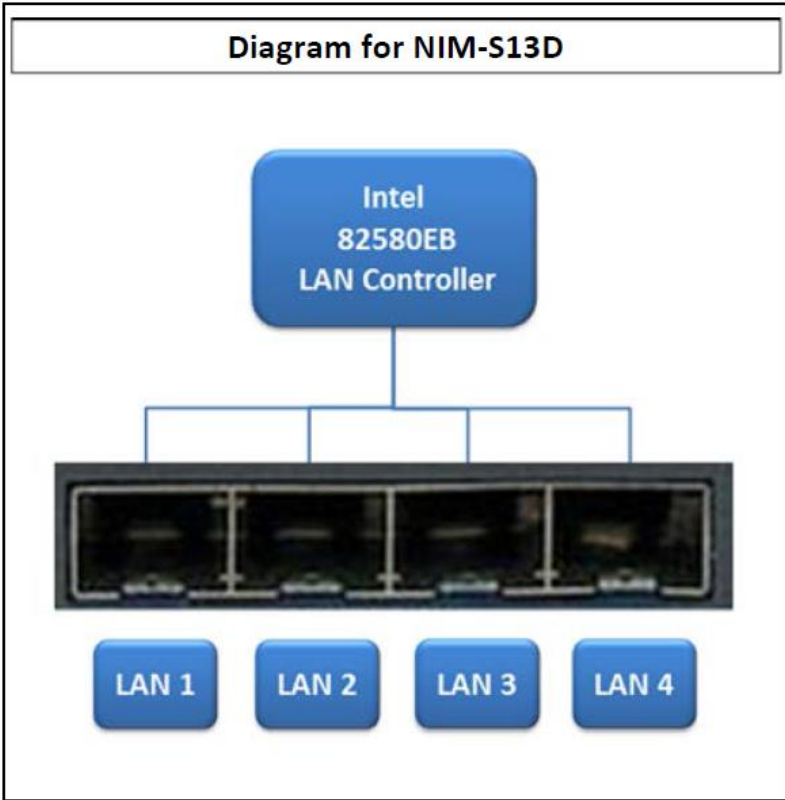 Diagram for NIM-S13D
Intel
82580EB
LAN Controller
LAN 1
LAN 2
LAN 3
LAN 4